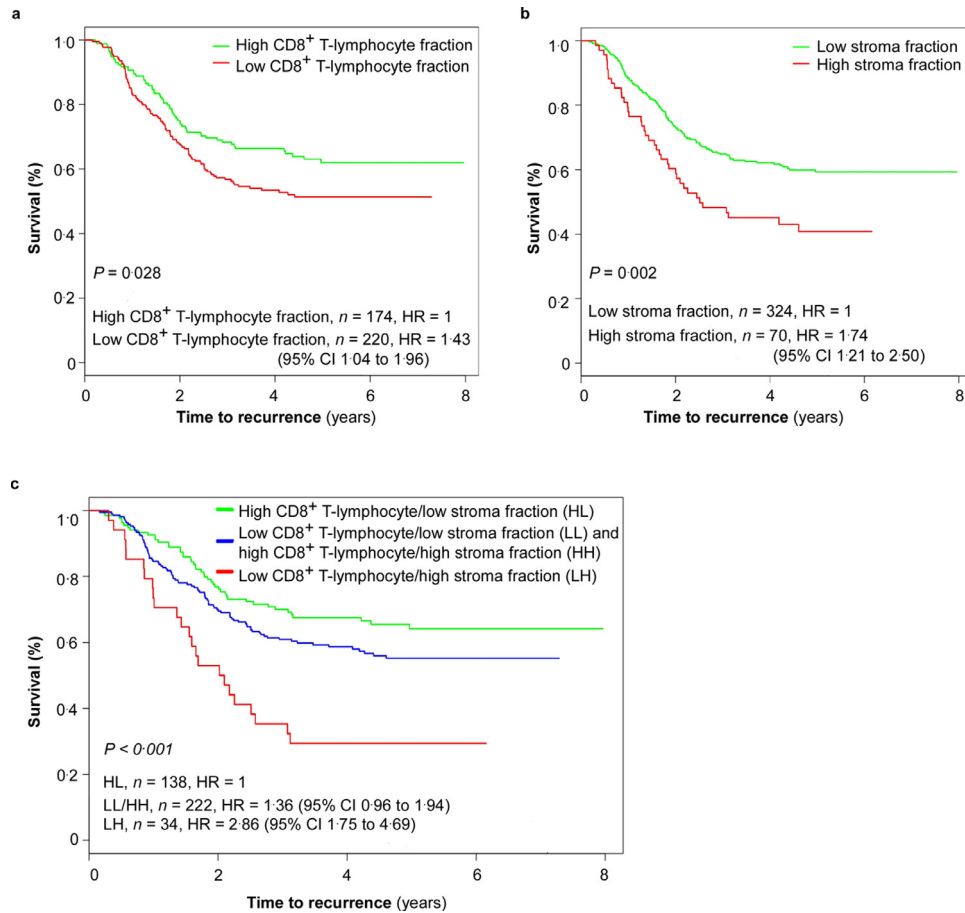 a
High CD8⁺ T-lymphocyte fraction
Low CD8⁺ T-lymphocyte fraction
Survival (%)
1·0
0·8
0·6
0·4
0·2
0
P = 0·028
High CD8⁺ T-lymphocyte fraction, n = 174, HR = 1
Low CD8⁺ T-lymphocyte fraction, n = 220, HR = 1·43
(95% CI 1·04 to 1·96)
0 2 4 6 8
Time to recurrence (years)
b
Low stroma fraction
High stroma fraction
Survival (%)
1·0
0·8
0·6
0·4
0·2
0
P = 0·002
Low stroma fraction, n = 324, HR = 1
High stroma fraction, n = 70, HR = 1·74
(95% CI 1·21 to 2·50)
0 2 4 6 8
Time to recurrence (years)
c
High CD8⁺ T-lymphocyte/low stroma fraction (HL)
Low CD8⁺ T-lymphocyte/low stroma fraction (LL) and
high CD8⁺ T-lymphocyte/high stroma fraction (HH)
Low CD8⁺ T-lymphocyte/high stroma fraction (LH)
Survival (%)
1·0
0·8
0·6
0·4
0·2
0
P < 0·001
HL, n = 138, HR = 1
LL/HH, n = 222, HR = 1·36 (95% CI 0·96 to 1·94)
LH, n = 34, HR = 2·86 (95% CI 1·75 to 4·69)
0 2 4 6 8
Time to recurrence (years)